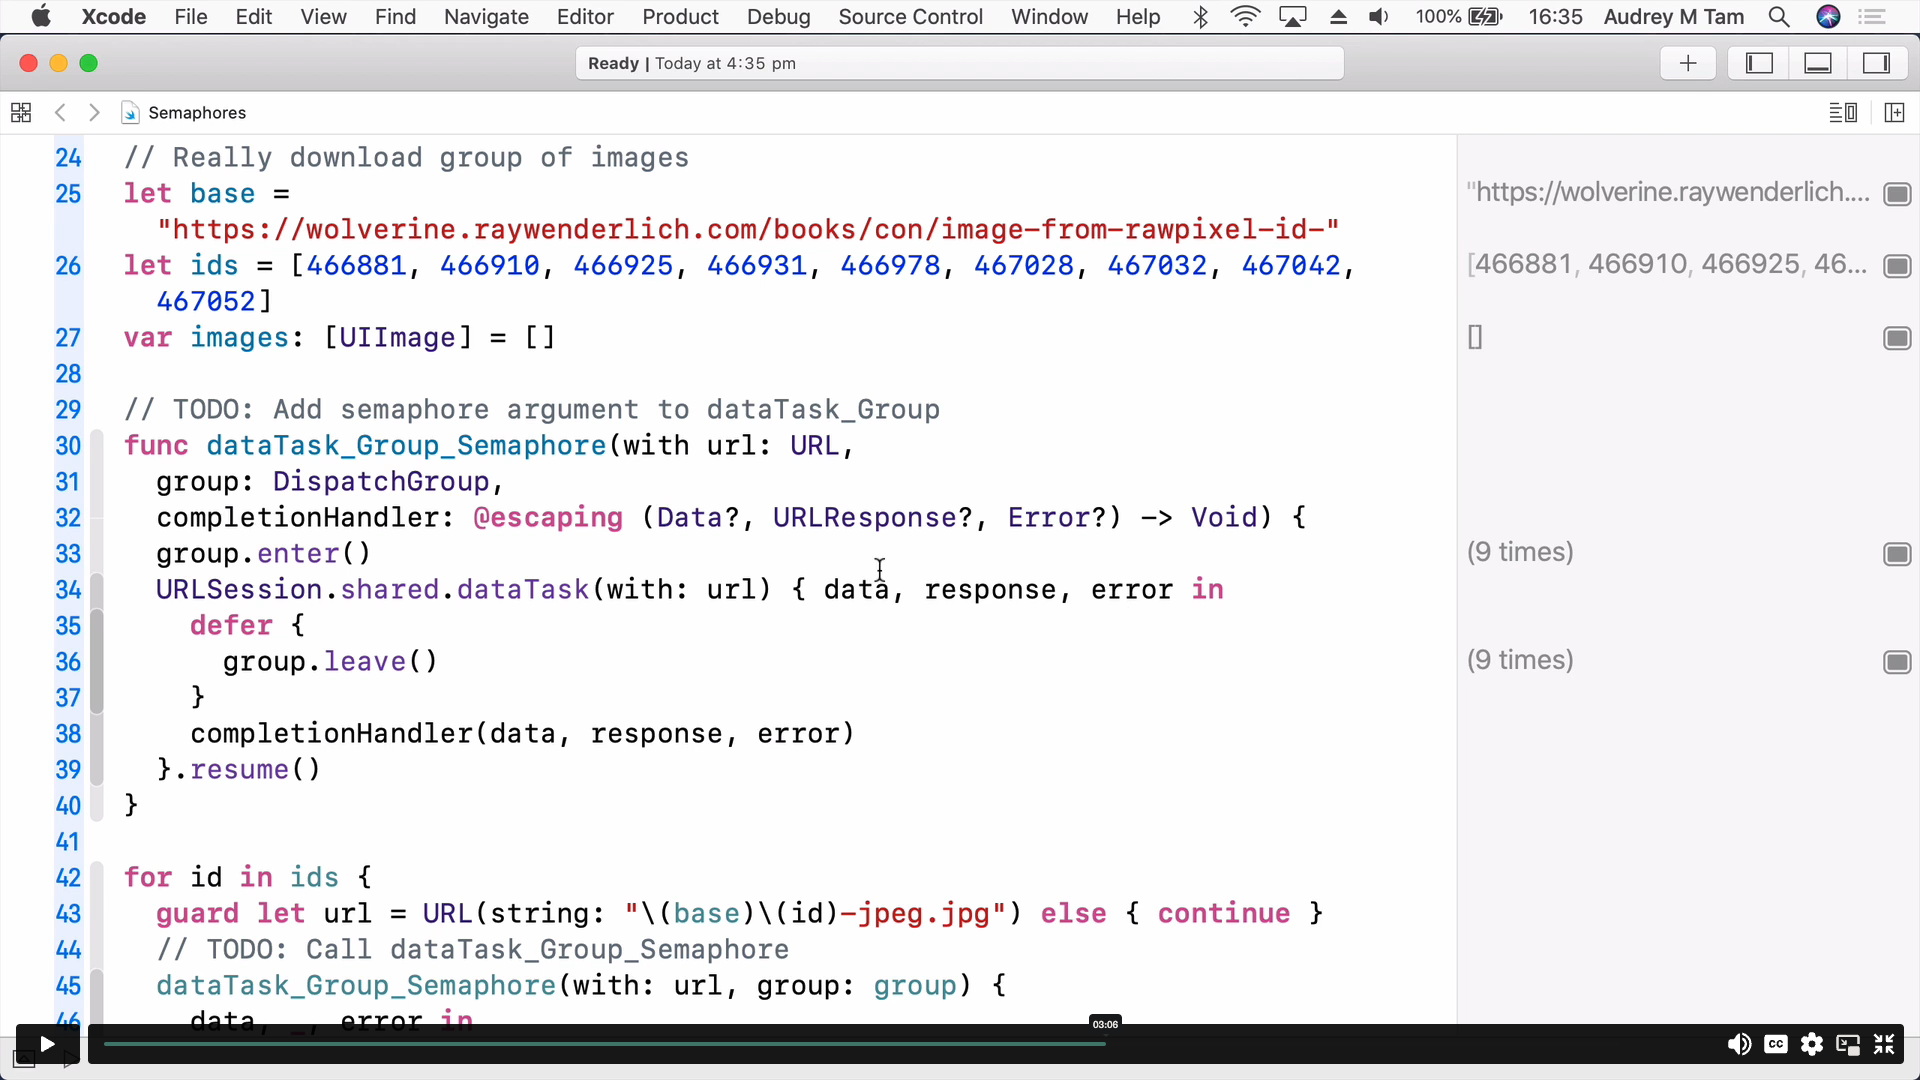 Xcode File Edit View Find Navigate Editor Product Debug Source Control Window Help 100% 16:35 Audrey M Tam
Ready | Today at 4:35 pm
Semaphores
24 // Really download group of images
25 let base =
"https://wolverine.raywenderlich.com/books/con/image-from-rawpixel-id-"
26 let ids = [466881, 466910, 466925, 466931, 466978, 467028, 467032, 467042,
467052]
27 var images: [UIImage] = []
28
29 // TODO: Add semaphore argument to dataTask_Group
30 func dataTask_Group_Semaphore(with url: URL,
31 group: DispatchGroup,
32 completionHandler: @escaping (Data?, URLResponse?, Error?) -> Void) {
33 group.enter()
34 URLSession.shared.dataTask(with: url) { data, response, error in
35 defer {
36 group.leave()
37 }
38 completionHandler(data, response, error)
39 }.resume()
40 }
41
42 for id in ids {
43 guard let url = URL(string: "\(base)\(id)-jpeg.jpg") else { continue }
44 // TODO: Call dataTask_Group_Semaphore
45 dataTask_Group_Semaphore(with: url, group: group) {
46 data, _, error in
"https://wolverine.raywenderlich....
[466881, 466910, 466925, 46...
[]
(9 times)
(9 times)
03:06
CC